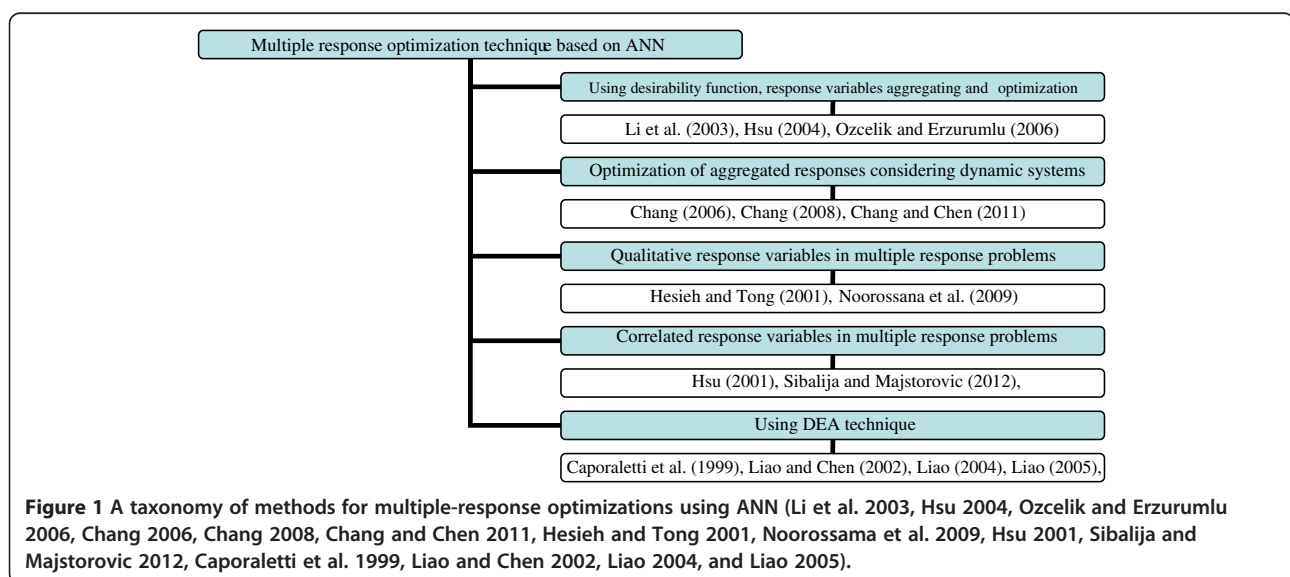 Multiple response optimization technique based on ANN
Using desirability function, response variables aggregating and optimization
Li et al. (2003), Hsu (2004), Ozcelik and Erzurumlu (2006)
Optimization of aggregated responses considering dynamic systems
Chang (2006), Chang (2008), Chang and Chen (2011)
Qualitative response variables in multiple response problems
Hesieh and Tong (2001), Noorossana et al. (2009)
Correlated response variables in multiple response problems
Hsu (2001), Sibalija and Majstorovic (2012),
Using DEA technique
Caporaletti et al. (1999), Liao and Chen (2002), Liao (2004), Liao (2005),
Figure 1 A taxonomy of methods for multiple-response optimizations using ANN (Li et al. 2003, Hsu 2004, Ozcelik and Erzurumlu
2006, Chang 2006, Chang 2008, Chang and Chen 2011, Hesieh and Tong 2001, Noorossama et al. 2009, Hsu 2001, Sibalija and
Majstorovic 2012, Caporaletti et al. 1999, Liao and Chen 2002, Liao 2004, and Liao 2005).